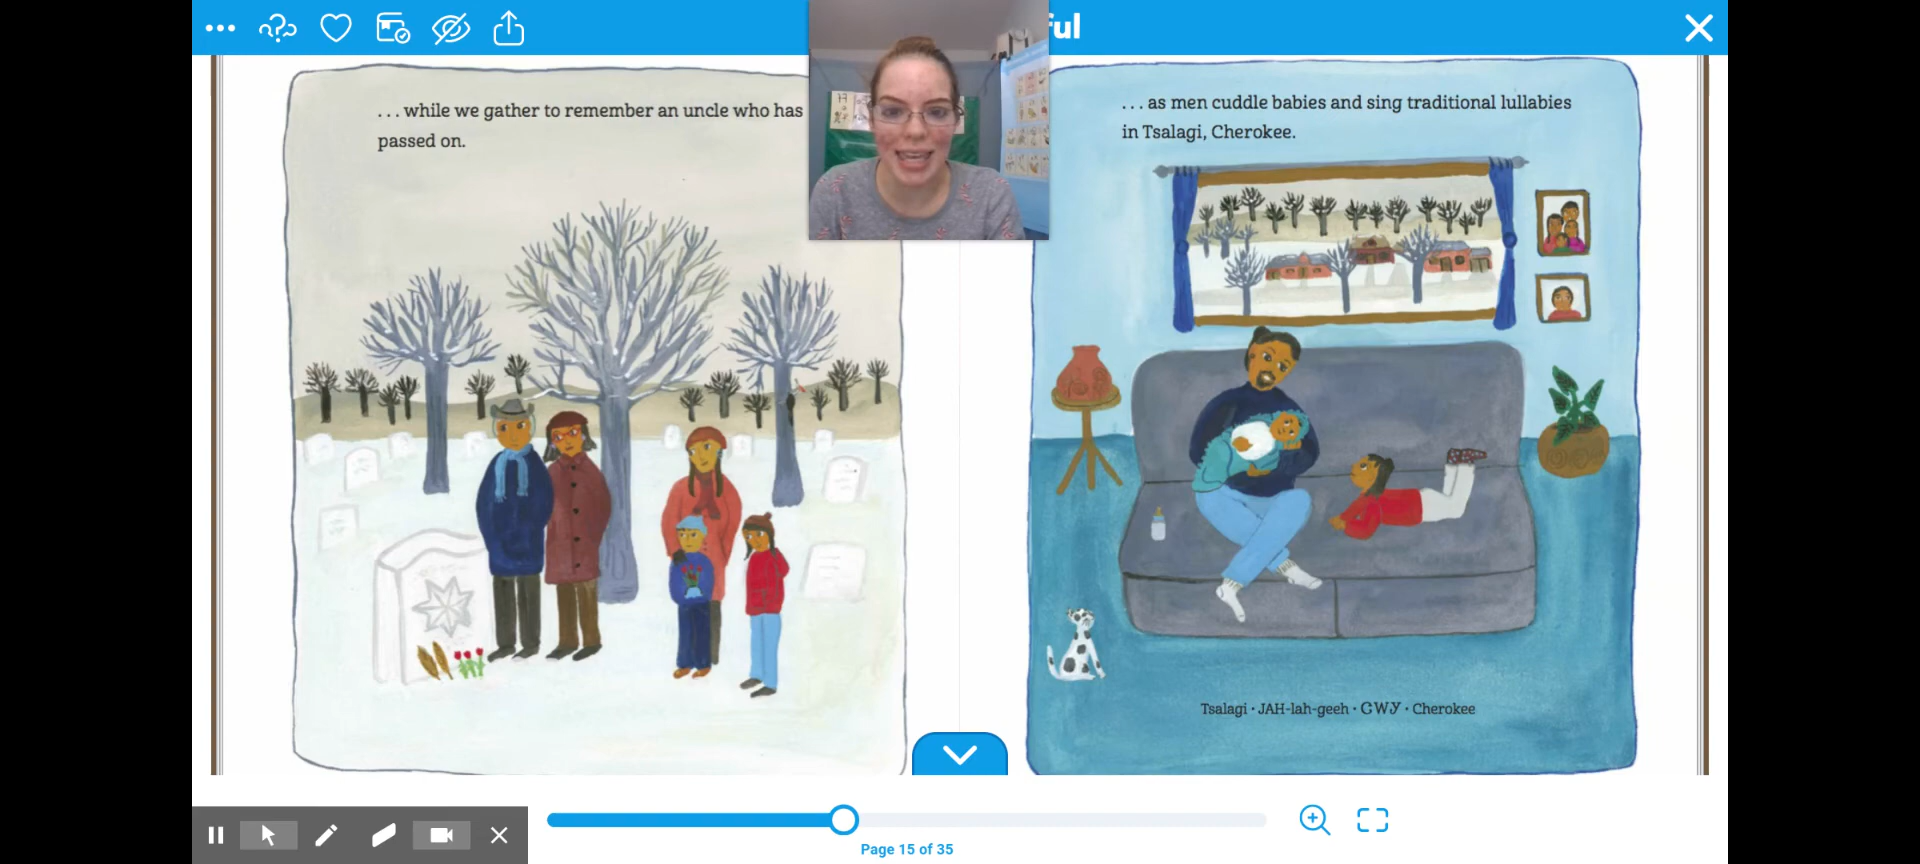 ful
. . . while we gather to remember an uncle who has
passed on.
. . . as men cuddle babies and sing traditional lullabies
in Tsalagi, Cherokee.
Tsalagi • JAH-lah-geeh • ᏣᎳᎩ • Cherokee
Page 15 of 35